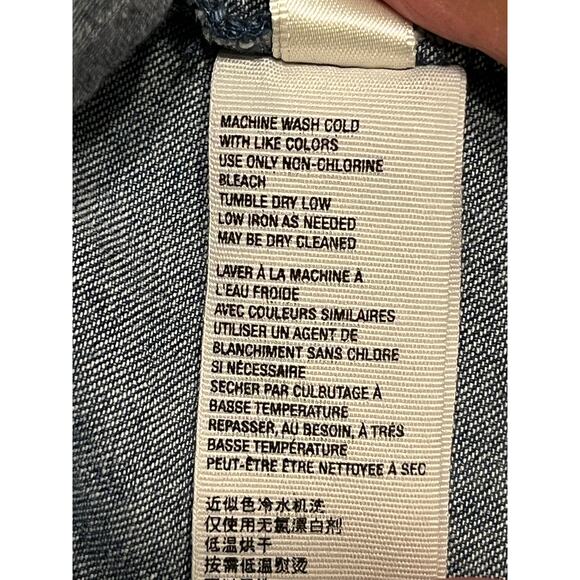 MACHINE WASH COLD
WITH LIKE COLORS
USE ONLY NON-CHLORINE
BLEACH
TUMBLE DRY LOW
LOW IRON AS NEEDED
MAY BE DRY CLEANED
LAVER À LA MACHINE À
L'EAU FROIDE
AVEC COULEURS SIMILAIRES
UTILISER UN AGENT DE
BLANCHIMENT SANS CHLORE
SI NÉCESSAIRE
SECHER PAR CULBUTAGE À
BASSE TEMPERATURE
REPASSER, AU BESOIN, À TRÉS
BASSE TEMPÉRATURE
PEUT-ÊTRE ÊTRE NETTOYEE A SEC
近似色冷水机洗
仅使用无氯漂白剂
低温烘干
按需低温熨烫